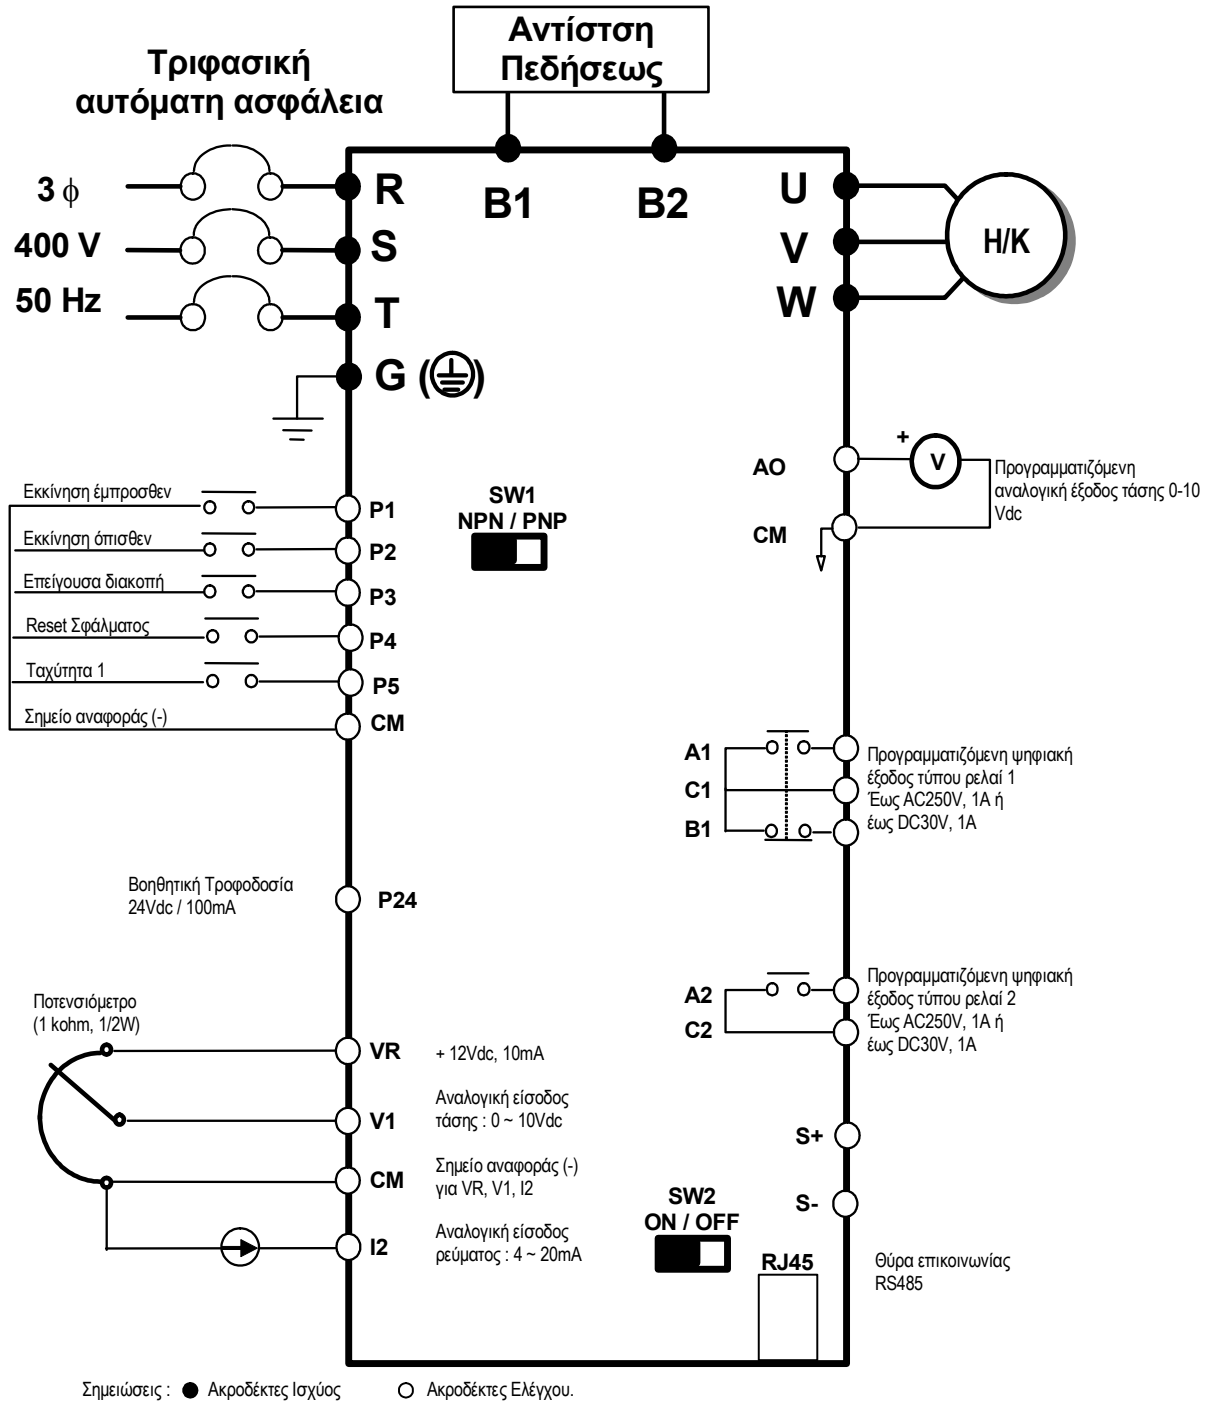 Αντίστση
Πεδήσεως
Τριφασική
αυτόματη ασφάλεια
B1
B2
3 ϕ
400 V
50 Hz
R
S
T
G
U
V
W
Η/Κ
Εκκίνηση έμπροσθεν
Εκκίνηση όπισθεν
Επείγουσα διακοπή
Reset Σφάλματος
Ταχύτητα 1
Σημείο αναφοράς (-)
P1
P2
P3
P4
P5
CM
SW1
NPN / PNP
AO
CM
+
V
Προγραμματιζόμενη
αναλογική έξοδος τάσης 0-10
Vdc
A1
C1
B1
Προγραμματιζόμενη ψηφιακή
έξοδος τύπου ρελαί 1
Έως AC250V, 1A ή
έως DC30V, 1A
Βοηθητική Τροφοδοσία
24Vdc / 100mA
P24
A2
C2
Προγραμματιζόμενη ψηφιακή
έξοδος τύπου ρελαί 2
Έως AC250V, 1A ή
έως DC30V, 1A
Ποτενσιόμετρο
(1 kohm, 1/2W)
VR
+ 12Vdc, 10mA
V1
Αναλογική είσοδος
τάσης : 0 ~ 10Vdc
CM
Σημείο αναφοράς (-)
για VR, V1, I2
I2
Αναλογική είσοδος
ρεύματος : 4 ~ 20mA
S+
S-
SW2
ON / OFF
RJ45
Θύρα επικοινωνίας
RS485
Σημειώσεις : Ακροδέκτες Ισχύος Ακροδέκτες Ελέγχου.